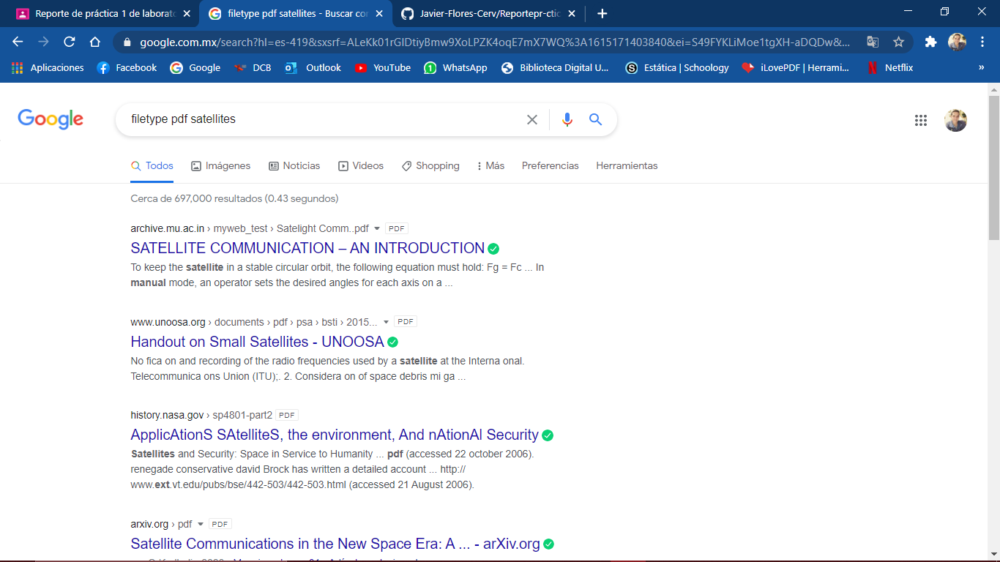 Reporte de práctica 1 de laborato
filetype pdf satellites - Buscar co
Javier-Flores-Cerv/Reportepr-ctic
google.com.mx/search?hl=es-419&sxsrf=ALeKk01rGIDtiyBmw9XoLPZK4oqE7mX7WQ%3A1615171403840&ei=S49FYKLiMoe1tgXH-aDQDw&...
Aplicaciones Facebook Google DCB Outlook YouTube WhatsApp Biblioteca Digital U... Estática | Schoology iLovePDF | Herrami... Netflix »
Google
filetype pdf satellites
Todos Imágenes Noticias Videos Shopping Más Preferencias Herramientas
Cerca de 697,000 resultados (0.43 segundos)
archive.mu.ac.in › myweb_test › Satelight Comm..pdf PDF
SATELLITE COMMUNICATION – AN INTRODUCTION
To keep the satellite in a stable circular orbit, the following equation must hold: Fg = Fc ... In
manual mode, an operator sets the desired angles for each axis on a ...
www.unoosa.org › documents › pdf › psa › bsti › 2015... PDF
Handout on Small Satellites - UNOOSA
No fica on and recording of the radio frequencies used by a satellite at the Interna onal.
Telecommunica ons Union (ITU);. 2. Considera on of space debris mi ga ...
history.nasa.gov › sp4801-part2 PDF
ApplicAtionS SAtelliteS, the environment, And nAtionAl Security
Satellites and Security: Space in Service to Humanity ... pdf (accessed 22 october 2006).
renegade conservative david Brock has written a detailed account ... http://
www.ext.vt.edu/pubs/bse/442-503/442-503.html (accessed 21 August 2006).
arxiv.org › pdf PDF
Satellite Communications in the New Space Era: A ... - arXiv.org